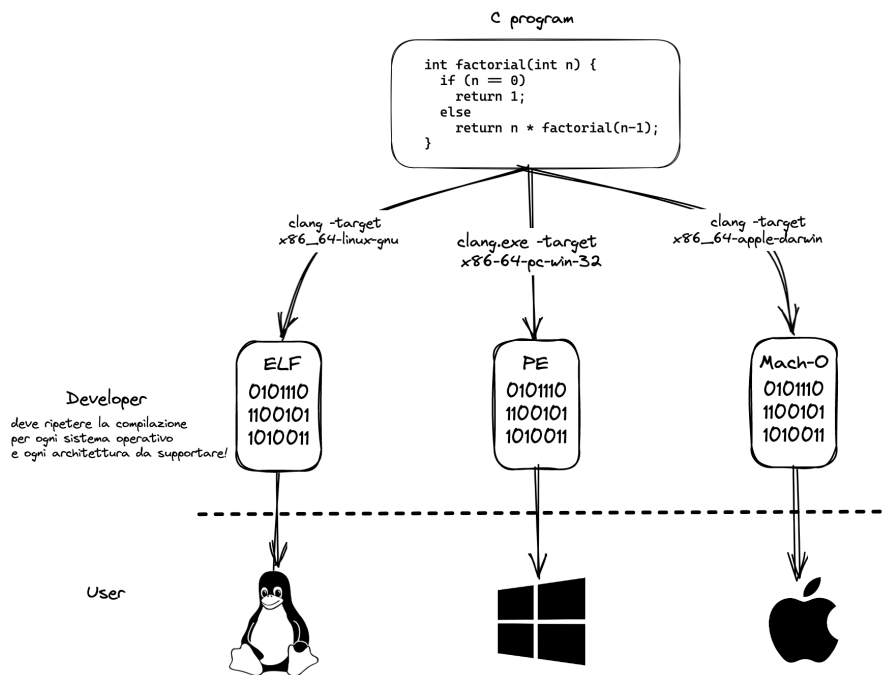 C program
int factorial(int n) {
if (n == 0)
return 1;
else
return n * factorial(n-1);
}
clang -target
x86_64-linux-gnu
clang.exe -target
x86-64-pc-win-32
clang -target
x86_64-apple-darwin
ELF
0101110
1100101
1010011
PE
0101110
1100101
1010011
Mach-O
0101110
1100101
1010011
Developer
deve ripetere la compilazione
per ogni sistema operativo
e ogni architettura da supportare!
User